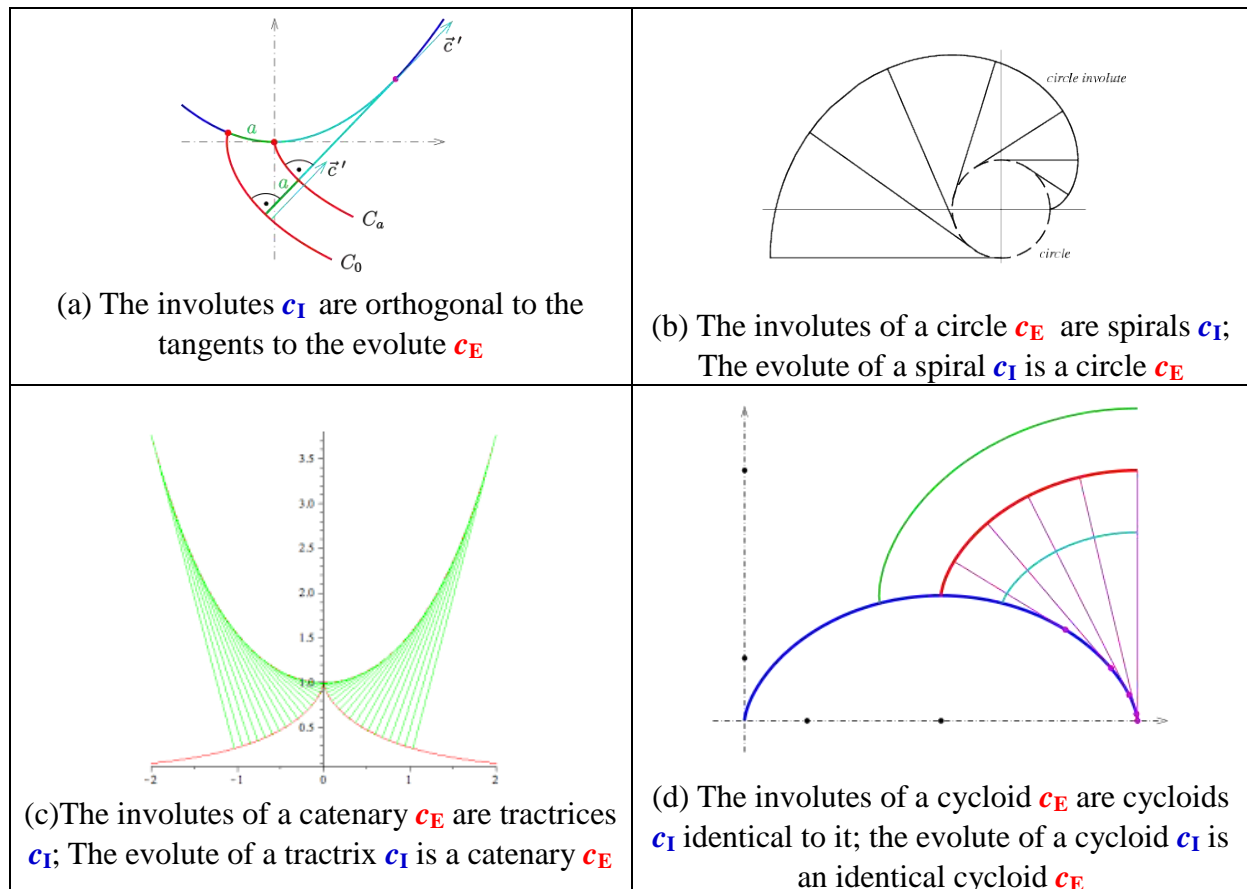 c⃗ ′
a
c⃗ ′
a
C_a
C_0
(a) The involutes c_I are orthogonal to the
tangents to the evolute c_E
circle involute
circle
(b) The involutes of a circle c_E are spirals c_I;
The evolute of a spiral c_I is a circle c_E
3.5
3.0
2.5
2.0
1.5
1.0
0.5
−2 −1 0 1 2
(c)The involutes of a catenary c_E are tractrices
c_I; The evolute of a tractrix c_I is a catenary c_E
(d) The involutes of a cycloid c_E are cycloids
c_I identical to it; the evolute of a cycloid c_I is
an identical cycloid c_E